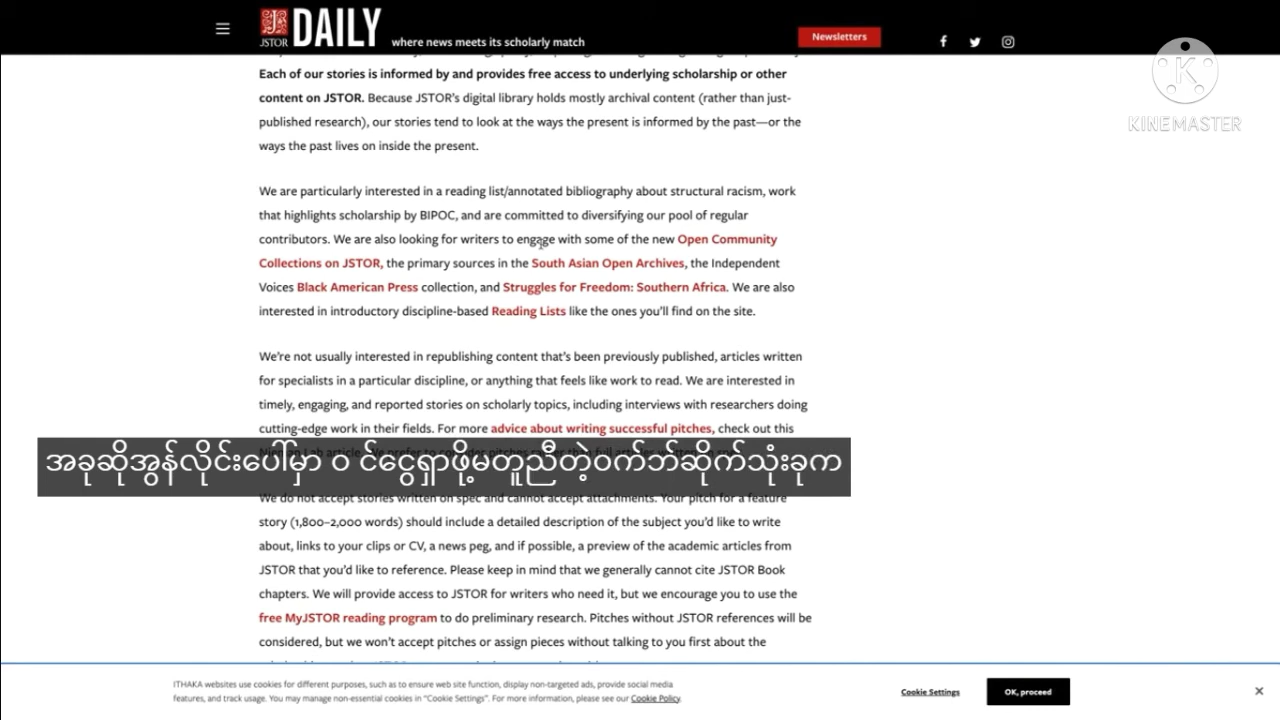 JSTOR DAILY where news meets its scholarly match
Newsletters
KINEMASTER
Each of our stories is informed by and provides free access to underlying scholarship or other
content on JSTOR. Because JSTOR's digital library holds mostly archival content (rather than just-
published research), our stories tend to look at the ways the present is informed by the past—or the
ways the past lives on inside the present.
We are particularly interested in a reading list/annotated bibliography about structural racism, work
that highlights scholarship by BIPOC, and are committed to diversifying our pool of regular
contributors. We are also looking for writers to engage with some of the new Open Community
Collections on JSTOR, the primary sources in the South Asian Open Archives, the Independent
Voices Black American Press collection, and Struggles for Freedom: Southern Africa. We are also
interested in introductory discipline-based Reading Lists like the ones you'll find on the site.
We're not usually interested in republishing content that's been previously published, articles written
for specialists in a particular discipline, or anything that feels like work to read. We are interested in
timely, engaging, and reported stories on scholarly topics, including interviews with researchers doing
cutting-edge work in their fields. For more advice about writing successful pitches, check out this
အခုဆိုအွန်လိုင်းပေါ်မှာ ဝ င်ငွေရှာဖို့မတူညီတဲ့ဝက်ဘ်ဆိုက်သုံးခုက
We do not accept stories written on spec and cannot accept attachments. Your pitch for a feature
story (1,800–2,000 words) should include a detailed description of the subject you'd like to write
about, links to your clips or CV, a news peg, and if possible, a preview of the academic articles from
JSTOR that you'd like to reference. Please keep in mind that we generally cannot cite JSTOR Book
chapters. We will provide access to JSTOR for writers who need it, but we encourage you to use the
free MyJSTOR reading program to do preliminary research. Pitches without JSTOR references will be
considered, but we won't accept pitches or assign pieces without talking to you first about the
ITHAKA websites use cookies for different purposes, such as to ensure web site function, display non-targeted ads, provide social media
features, and track usage. You may manage non-essential cookies in "Cookie Settings". For more information, please see our Cookie Policy.
Cookie Settings
OK, proceed